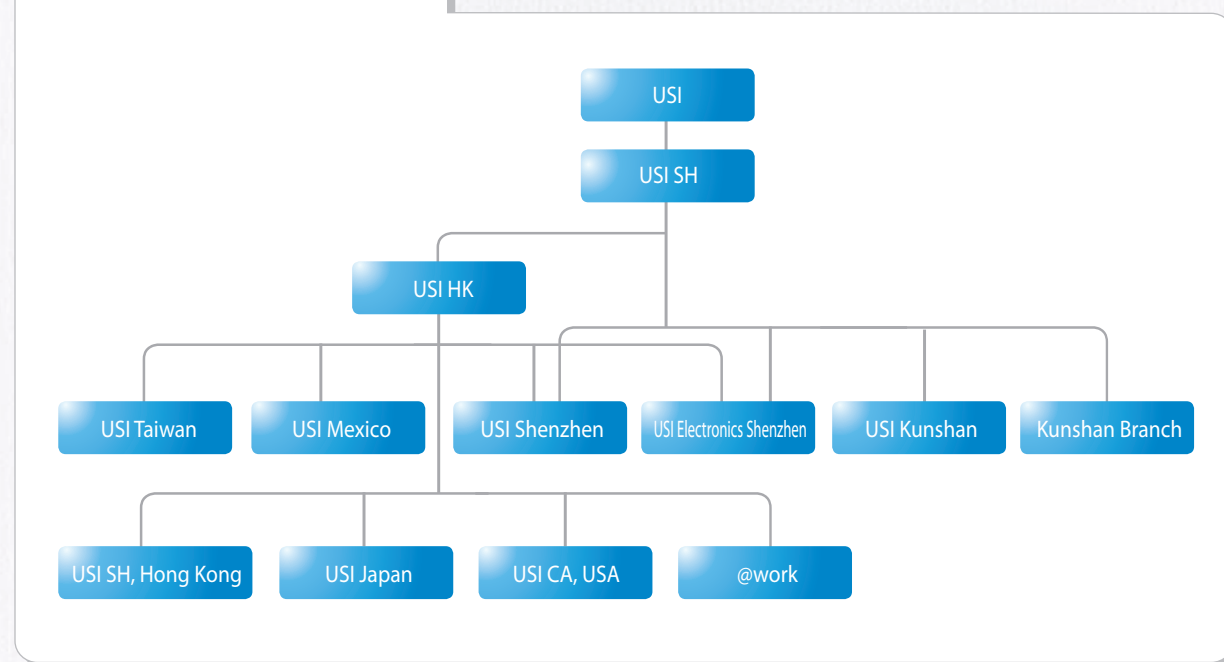 USI
USI SH
USI HK
USI Taiwan
USI Mexico
USI Shenzhen
USI Electronics Shenzhen
USI Kunshan
Kunshan Branch
USI SH, Hong Kong
USI Japan
USI CA, USA
@work